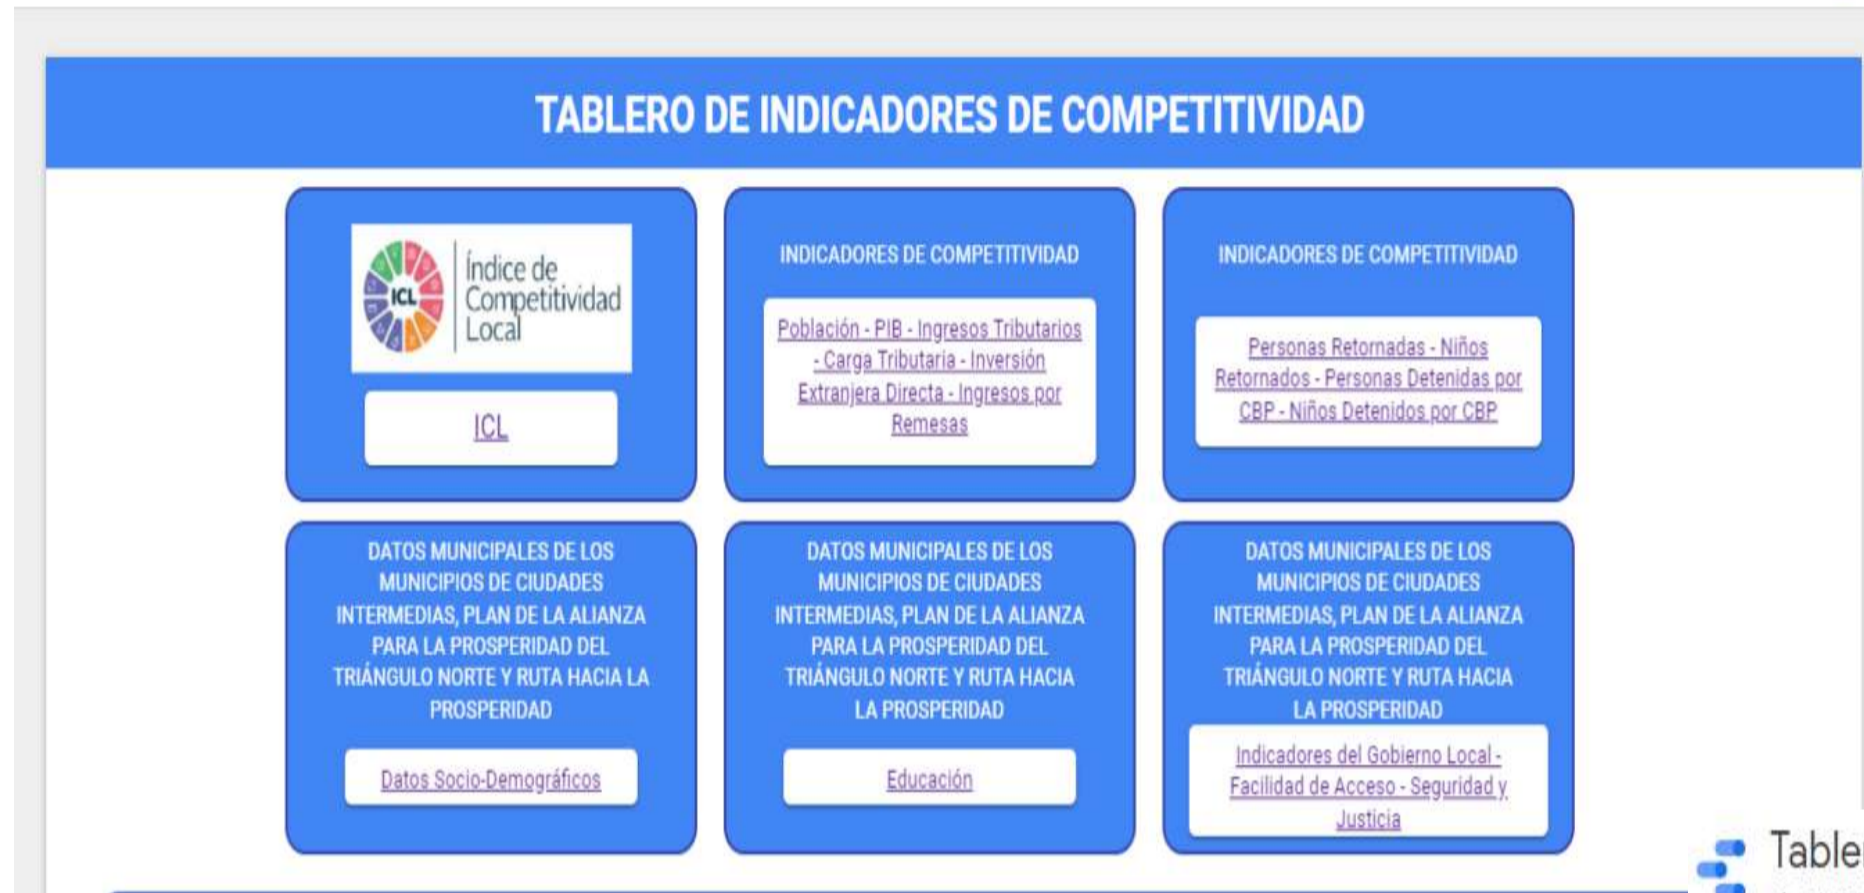 TABLERO DE INDICADORES DE COMPETITIVIDAD
ICL
Índice de
Competitividad
Local
ICL
INDICADORES DE COMPETITIVIDAD
Población - PIB - Ingresos Tributarios
- Carga Tributaria - Inversión
Extranjera Directa - Ingresos por
Remesas
INDICADORES DE COMPETITIVIDAD
Personas Retornadas - Niños
Retornados - Personas Detenidas por
CBP - Niños Detenidos por CBP
DATOS MUNICIPALES DE LOS
MUNICIPIOS DE CIUDADES
INTERMEDIAS, PLAN DE LA ALIANZA
PARA LA PROSPERIDAD DEL
TRIÁNGULO NORTE Y RUTA HACIA LA
PROSPERIDAD
Datos Socio-Demográficos
DATOS MUNICIPALES DE LOS
MUNICIPIOS DE CIUDADES
INTERMEDIAS, PLAN DE LA ALIANZA
PARA LA PROSPERIDAD DEL
TRIÁNGULO NORTE Y RUTA HACIA
LA PROSPERIDAD
Educación
DATOS MUNICIPALES DE LOS
MUNICIPIOS DE CIUDADES
INTERMEDIAS, PLAN DE LA ALIANZA
PARA LA PROSPERIDAD DEL
TRIÁNGULO NORTE Y RUTA HACIA
LA PROSPERIDAD
Indicadores del Gobierno Local -
Facilidad de Acceso - Seguridad y
Justicia